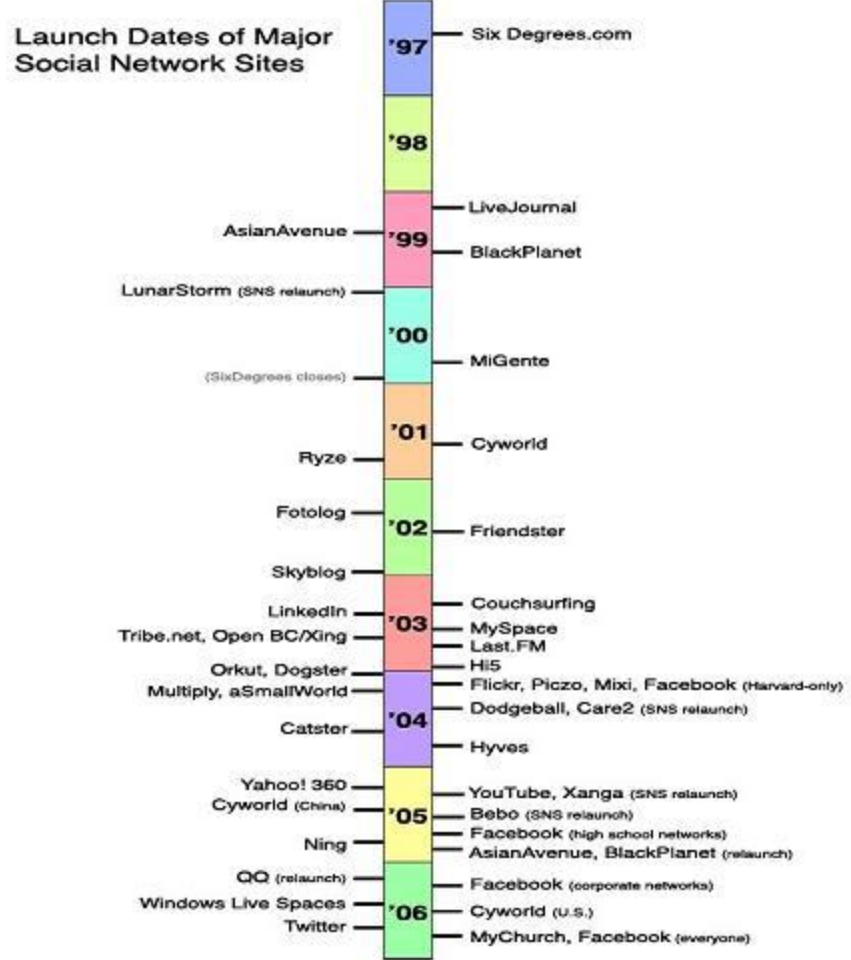 Launch Dates of Major
Social Network Sites
'97
Six Degrees.com
'98
LiveJournal
AsianAvenue
'99
BlackPlanet
LunarStorm (SNS relaunch)
'00
MiGente
(SixDegrees closes)
'01
Cyworld
Ryze
Fotolog
'02
Friendster
Skyblog
Couchsurfing
LinkedIn
'03
MySpace
Tribe.net, Open BC/Xing
Last.FM
Hi5
Orkut, Dogster
Flickr, Piczo, Mixi, Facebook (Harvard-only)
Multiply, aSmallWorld
Dodgeball, Care2 (SNS relaunch)
'04
Catster
Hyves
Yahoo! 360
YouTube, Xanga (SNS relaunch)
Cyworld (China)
'05
Bebo (SNS relaunch)
Facebook (high school networks)
Ning
AsianAvenue, BlackPlanet (relaunch)
QQ (relaunch)
Facebook (corporate networks)
Windows Live Spaces
'06
Cyworld (U.S.)
Twitter
MyChurch, Facebook (everyone)